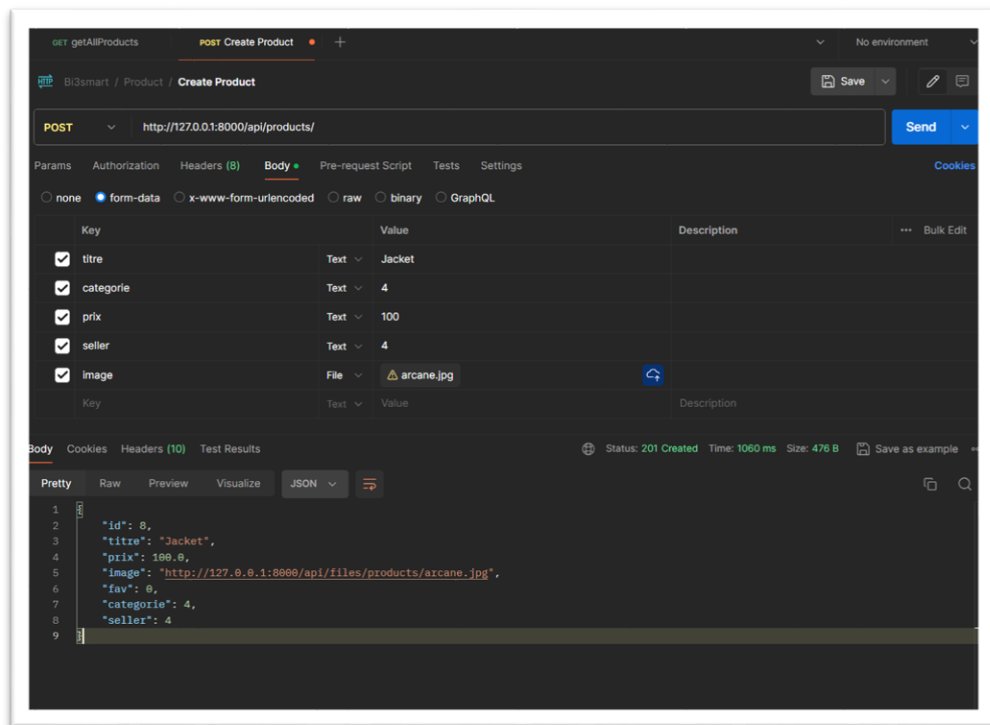 GET getAllProducts POST Create Product No environment
HTTP Bi3smart / Product / Create Product Save
POST http://127.0.0.1:8000/api/products/ Send
Params Authorization Headers (8) Body Pre-request Script Tests Settings Cookies
none form-data x-www-form-urlencoded raw binary GraphQL
Key Value Description ••• Bulk Edit
titre Text Jacket
categorie Text 4
prix Text 100
seller Text 4
image File arcane.jpg
Key Text Value Description
Body Cookies Headers (10) Test Results Status: 201 Created Time: 1060 ms Size: 476 B Save as example
Pretty Raw Preview Visualize JSON
1 {
2 "id": 8,
3 "titre": "Jacket",
4 "prix": 100.0,
5 "image": "http://127.0.0.1:8000/api/files/products/arcane.jpg",
6 "fav": 0,
7 "categorie": 4,
8 "seller": 4
9 }